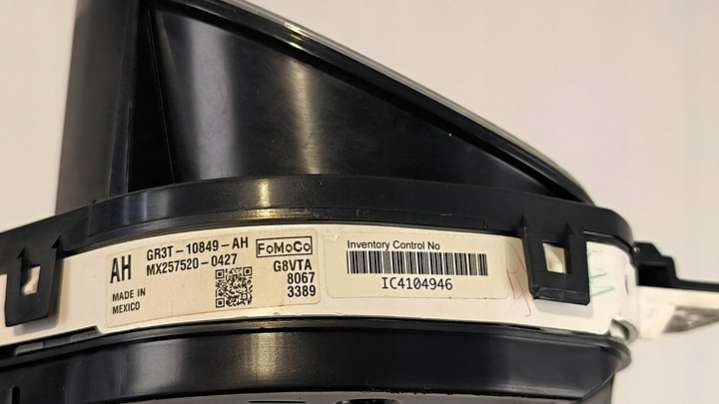 AH
GR3T-10849-AH
MX257520-0427
FoMoCo
G8VTA
8067
3389
MADE IN
MEXICO
Inventory Control No
IC4104946